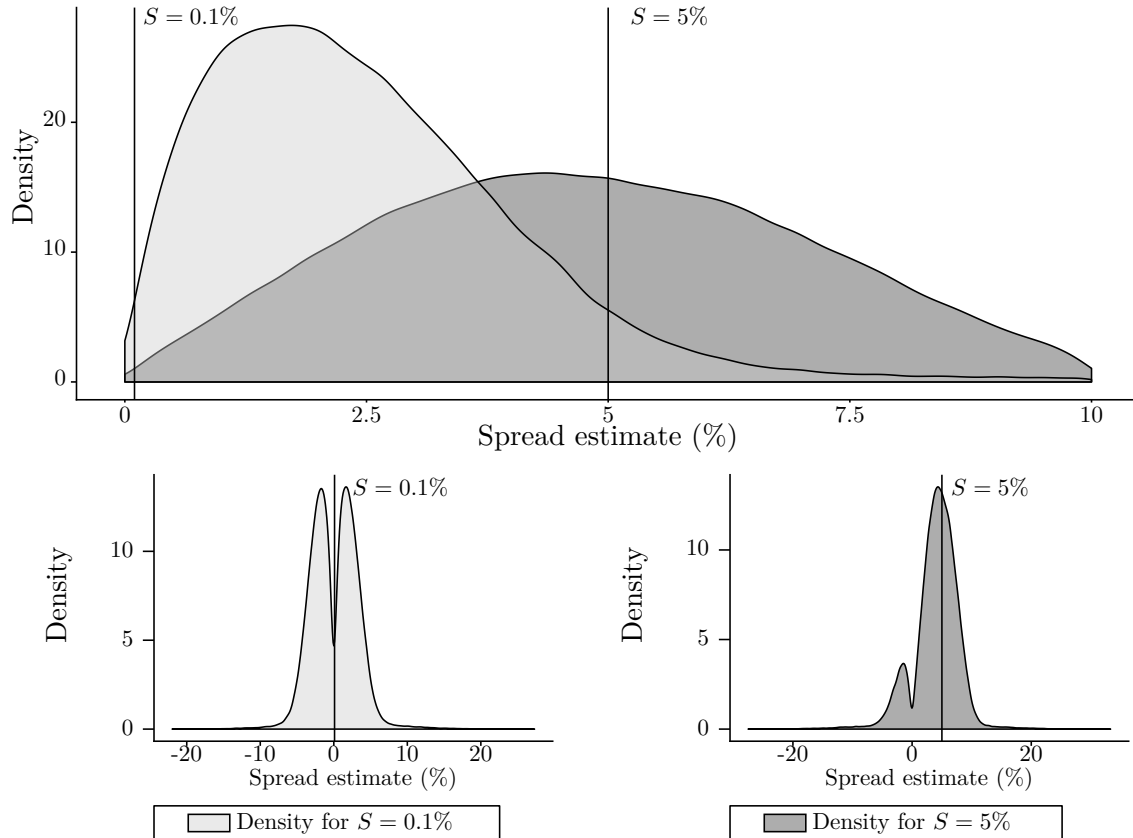 S = 0.1%
S = 5%
Density
20
10
0
0 2.5 5 7.5 10
Spread estimate (%)
S = 0.1%
Density
10
5
0
-20 -10 0 10 20
Spread estimate (%)
Density for S = 0.1%
S = 5%
Density
10
5
0
-20 0 20
Spread estimate (%)
Density for S = 5%